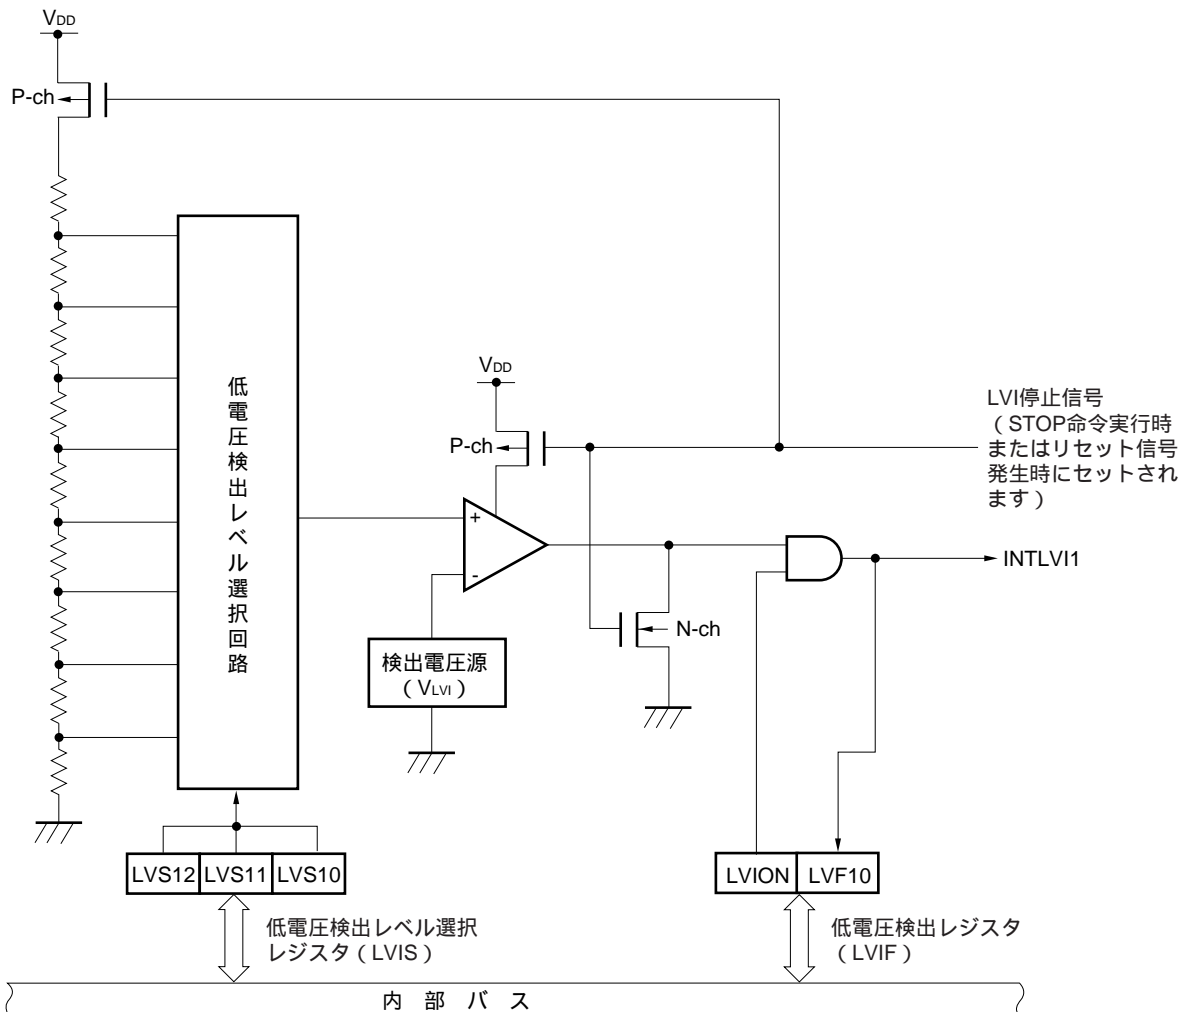 VDD
P-ch
低電圧検出レベル選択回路
VDD
P-ch
LVI停止信号
（STOP命令実行時
またはリセット信号
発生時にセットされ
ます）
+
-
INTLVI1
N-ch
検出電圧源
（VLVI）
LVS12 LVS11 LVS10
LVION LVF10
低電圧検出レベル選択
レジスタ（LVIS）
低電圧検出レジスタ
（LVIF）
内部バス